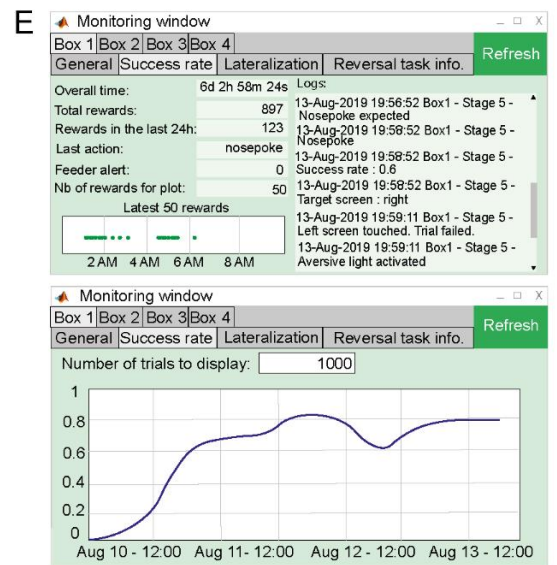 E
Monitoring window
Box 1 Box 2 Box 3 Box 4
Refresh
General Success rate Lateralization Reversal task info.
Overall time: 6d 2h 58m 24s
Total rewards: 897
Rewards in the last 24h: 123
Last action: nosepoke
Feeder alert: 0
Nb of rewards for plot: 50
Latest 50 rewards
2 AM 4 AM 6 AM 8 AM
Logs:
13-Aug-2019 19:56:52 Box1 - Stage 5 -
Nosepoke expected
13-Aug-2019 19:58:52 Box1 - Stage 5 -
Nosepoke
13-Aug-2019 19:58:52 Box1 - Stage 5 -
Success rate : 0.6
13-Aug-2019 19:58:52 Box1 - Stage 5 -
Target screen : right
13-Aug-2019 19:59:11 Box1 - Stage 5 -
Left screen touched. Trial failed.
13-Aug-2019 19:59:11 Box1 - Stage 5 -
Aversive light activated
Monitoring window
Box 1 Box 2 Box 3 Box 4
Refresh
General Success rate Lateralization Reversal task info.
Number of trials to display: 1000
1
0.8
0.6
0.4
0.2
0
Aug 10 - 12:00 Aug 11- 12:00 Aug 12 - 12:00 Aug 13 - 12:00